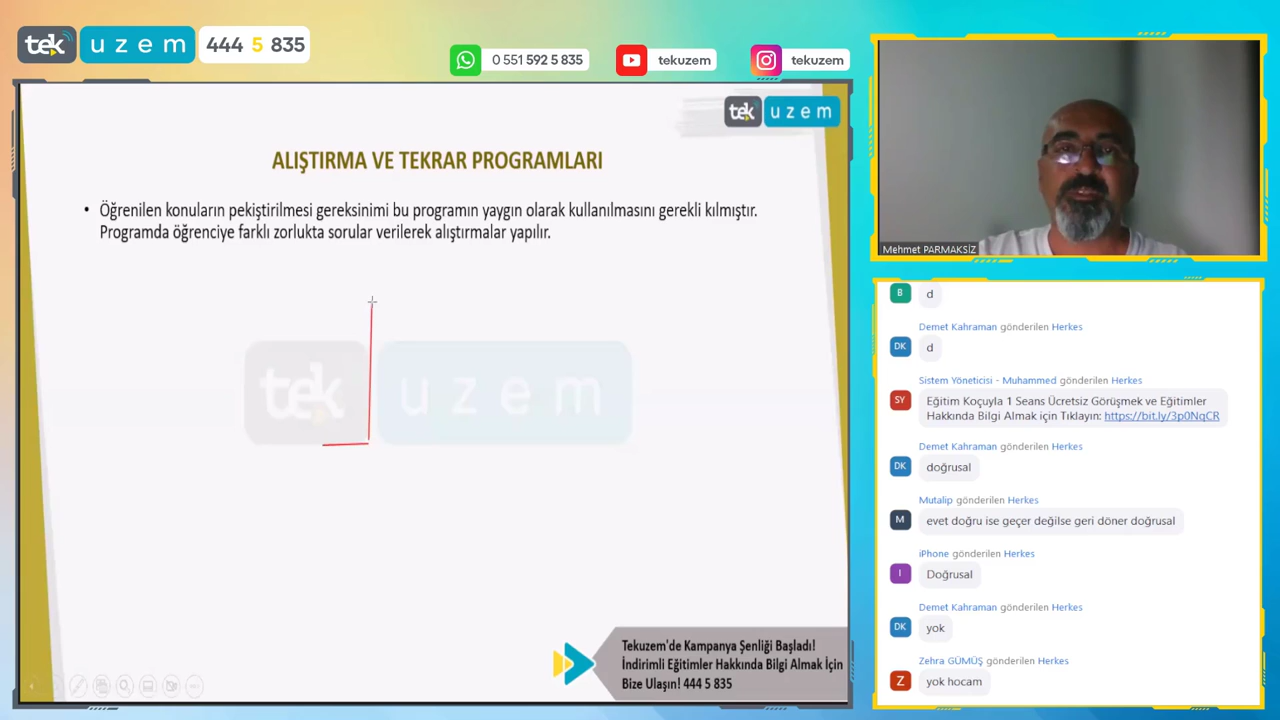 tek uzem 444 5 835
0 551 592 5 835
tekuzem
tekuzem
tek uzem
ALIŞTIRMA VE TEKRAR PROGRAMLARI
• Öğrenilen konuların pekiştirilmesi gereksinimi bu programın yaygın olarak kullanılmasını gerekli kılmıştır.
Programda öğrenciye farklı zorlukta sorular verilerek alıştırmalar yapılır.
tek uzem
Tekuzem'de Kampanya Şenliği Başladı!
İndirimli Eğitimler Hakkında Bilgi Almak İçin
Bize Ulaşın! 444 5 835
Mehmet PARMAKSİZ
B
d
Demet Kahraman gönderilen Herkes
DK
d
Sistem Yöneticisi - Muhammed gönderilen Herkes
SY
Eğitim Koçuyla 1 Seans Ücretsiz Görüşmek ve Eğitimler
Hakkında Bilgi Almak için Tıklayın: https://bit.ly/3p0NqCR
Demet Kahraman gönderilen Herkes
DK
doğrusal
Mutalip gönderilen Herkes
M
evet doğru ise geçer değilse geri döner doğrusal
iPhone gönderilen Herkes
I
Doğrusal
Demet Kahraman gönderilen Herkes
DK
yok
Zehra GÜMÜŞ gönderilen Herkes
Z
yok hocam